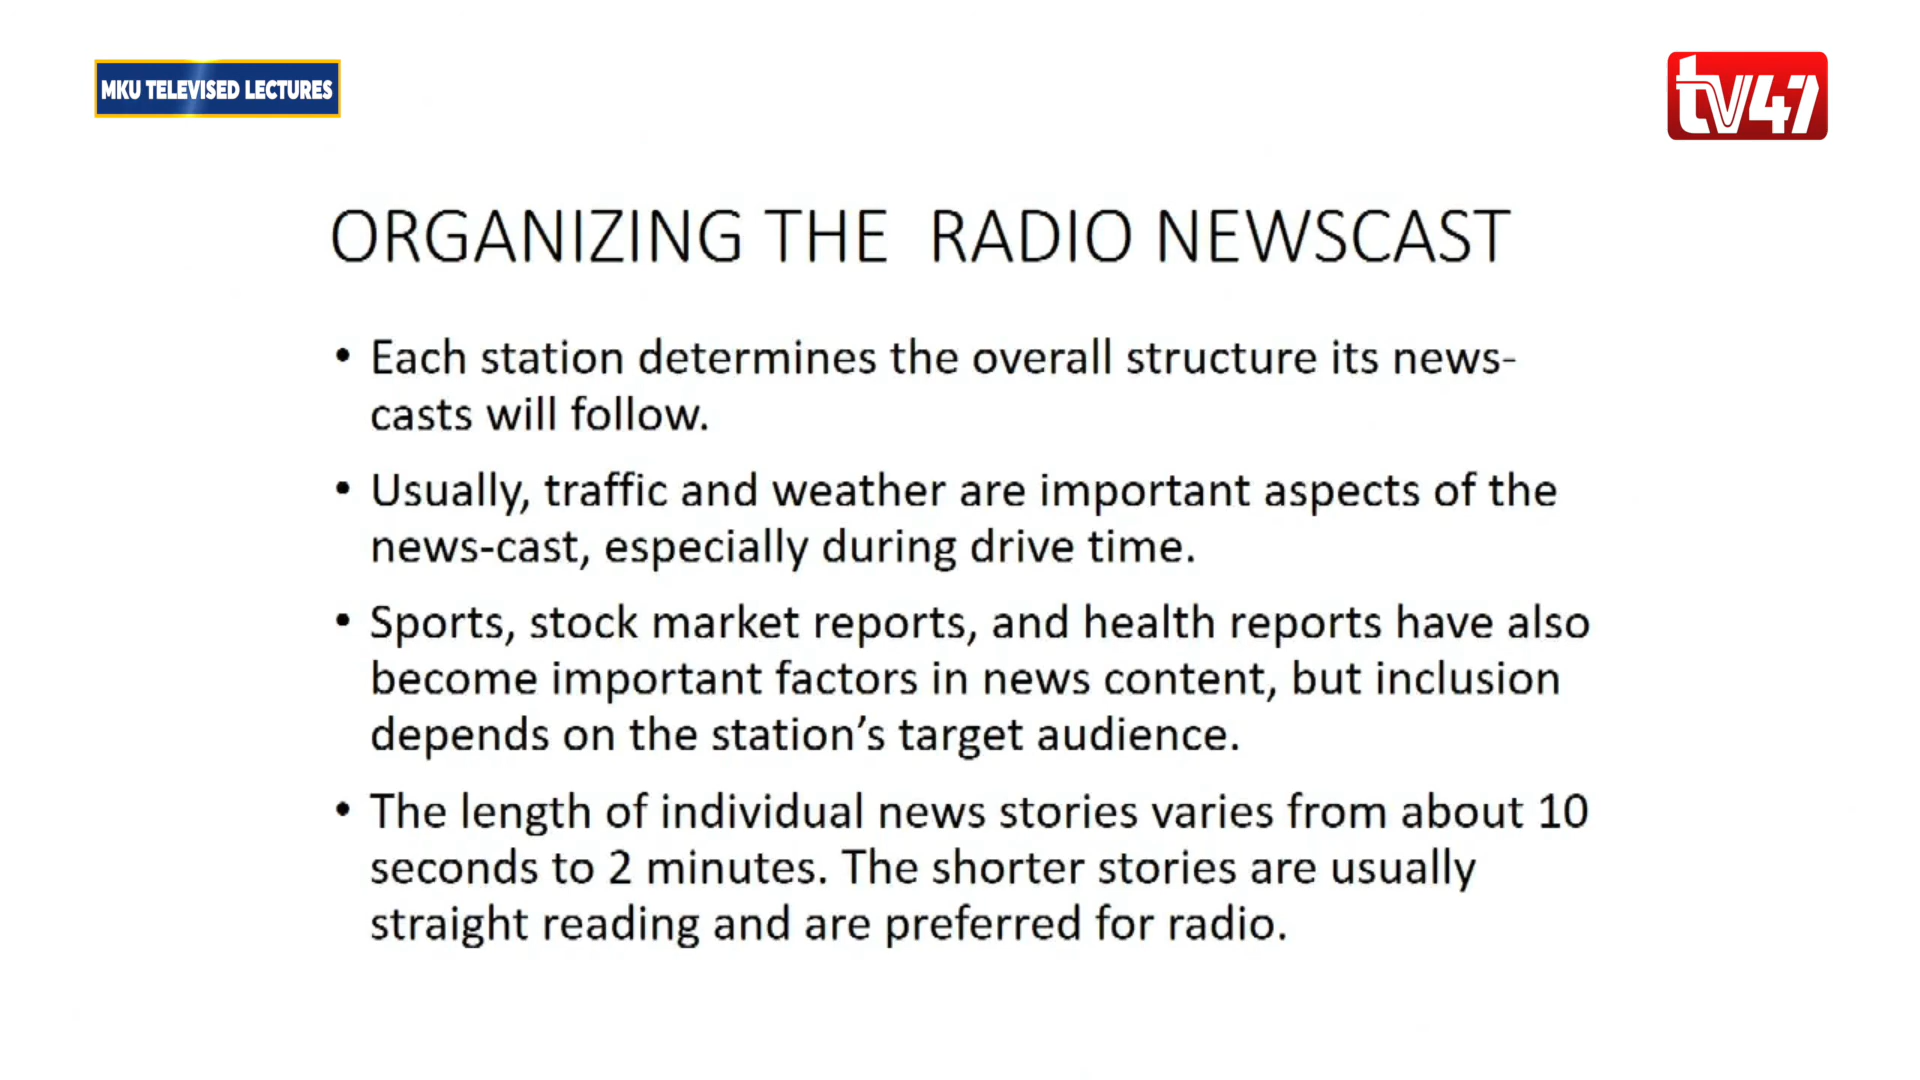 MKU TELEVISED LECTURES
tv47
ORGANIZING THE RADIO NEWSCAST
• Each station determines the overall structure its news-
casts will follow.
• Usually, traffic and weather are important aspects of the
news-cast, especially during drive time.
• Sports, stock market reports, and health reports have also
become important factors in news content, but inclusion
depends on the station’s target audience.
• The length of individual news stories varies from about 10
seconds to 2 minutes. The shorter stories are usually
straight reading and are preferred for radio.